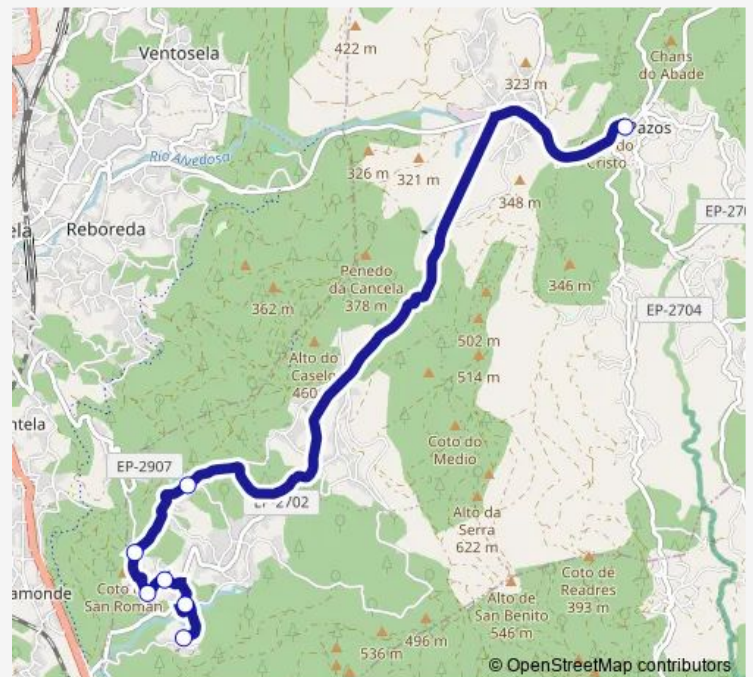 422 m
Ventosela
323 m
Chans
do Abade
Rio Alvedosa
azos
do
Cristo
326 m
321 m
348 m
EP-270
Reboreda
Penedo
da Cancela
378 m
346 m
362 m
EP-2704
502 m
Alto do
Caselo
460
514 m
ntela
Coto do
Medio
EP-2907
EP-2702
Alto da
Serra
622 m
Coto
San Román
amonde
Coto de
Readres
393 m
Alto de
San Benito
546 m
496 m
536 m
© OpenStreetMap contributors